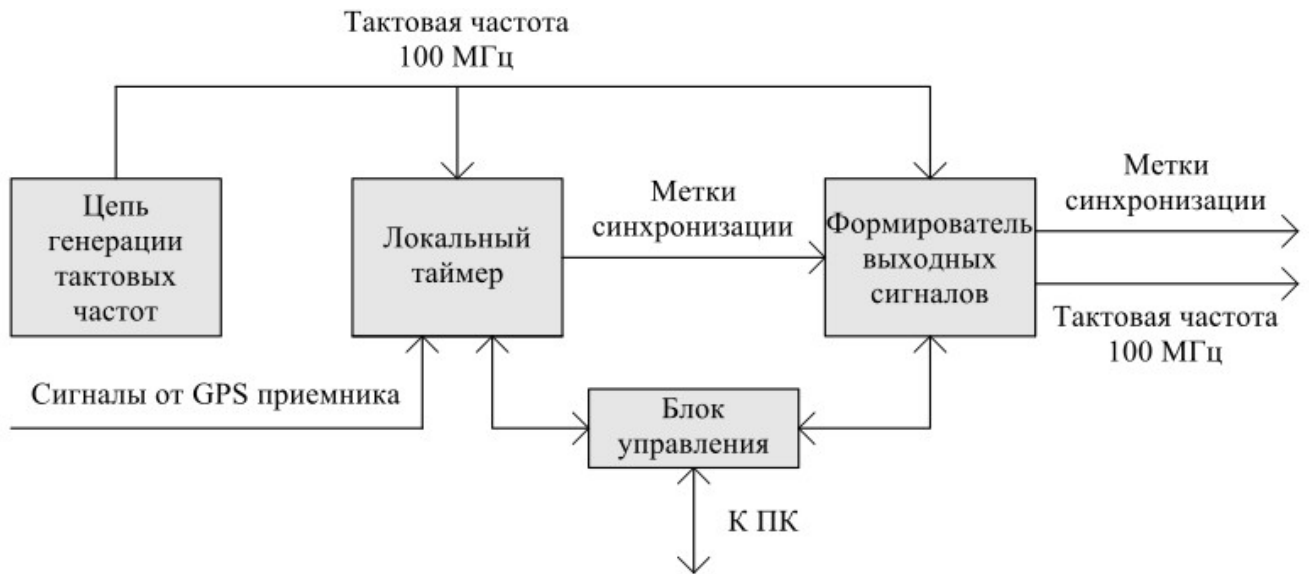 Тактовая частота
100 МГц
Цепь
генерации
тактовых
частот
Локальный
таймер
Метки
синхронизации
Формирователь
выходных
сигналов
Метки
синхронизации
Тактовая частота
100 МГц
Сигналы от GPS приемника
Блок
управления
К ПК